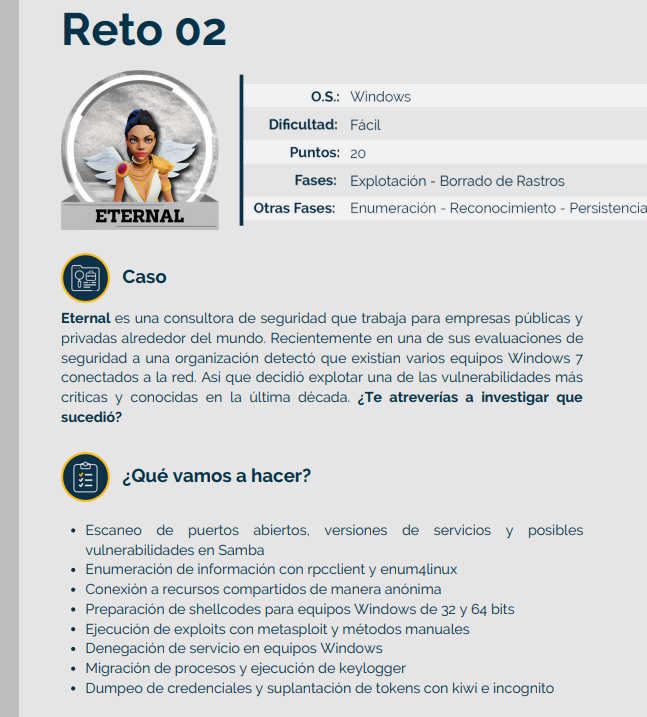 Reto 02
O.S.: Windows
Dificultad: Fácil
Puntos: 20
Fases: Explotación - Borrado de Rastros
Otras Fases: Enumeración - Reconocimiento - Persistencia
ETERNAL
Caso
Eternal es una consultora de seguridad que trabaja para empresas públicas y
privadas alrededor del mundo. Recientemente en una de sus evaluaciones de
seguridad a una organización detectó que existían varios equipos Windows 7
conectados a la red. Así que decidió explotar una de las vulnerabilidades más
críticas y conocidas en la última década. ¿Te atreverías a investigar que
sucedió?
¿Qué vamos a hacer?
• Escaneo de puertos abiertos, versiones de servicios y posibles
vulnerabilidades en Samba
• Enumeración de información con rpcclient y enum4linux
• Conexión a recursos compartidos de manera anónima
• Preparación de shellcodes para equipos Windows de 32 y 64 bits
• Ejecución de exploits con metasploit y métodos manuales
• Denegación de servicio en equipos Windows
• Migración de procesos y ejecución de keylogger
• Dumpeo de credenciales y suplantación de tokens con kiwi e incognito